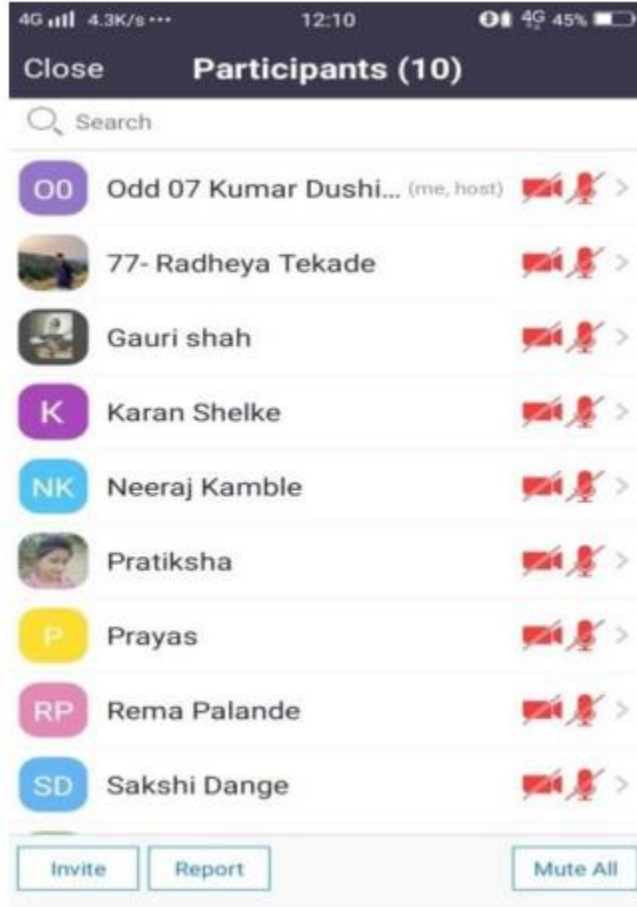 4G 4.3K/s ••• 12:10 4G 45%
Close Participants (10)
Search
O0 Odd 07 Kumar Dushi... (me, host)
77- Radheya Tekade
Gauri shah
K Karan Shelke
NK Neeraj Kamble
Pratiksha
P Prayas
RP Rema Palande
SD Sakshi Dange
Invite Report Mute All